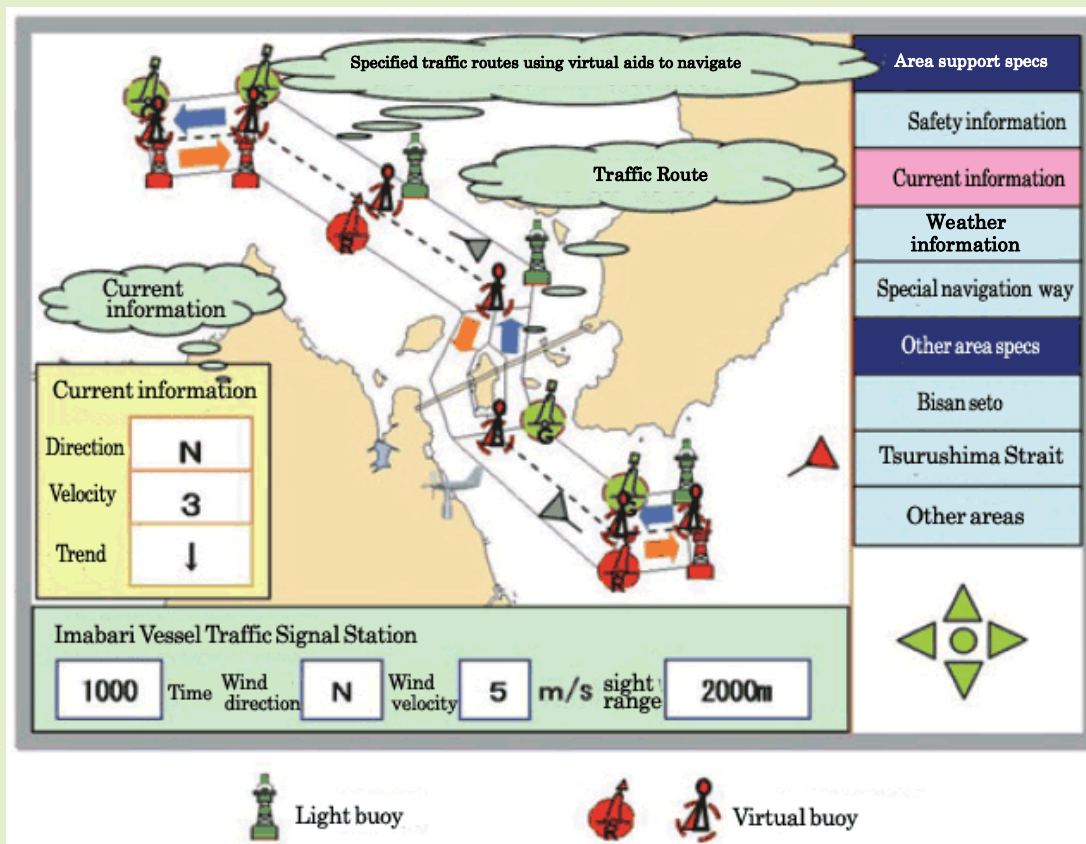 Specified traffic routes using virtual aids to navigate
Traffic Route
Current
information
Current information
Direction
N
Velocity
3
Trend
↓
G
G
R
G
G
R
Imabari Vessel Traffic Signal Station
1000
Time
Wind
direction
N
Wind
velocity
5
m/s
sight
range
2000m
Area support specs
Safety information
Current information
Weather
information
Special navigation way
Other area specs
Bisan seto
Tsurushima Strait
Other areas
Light buoy
R
Virtual buoy